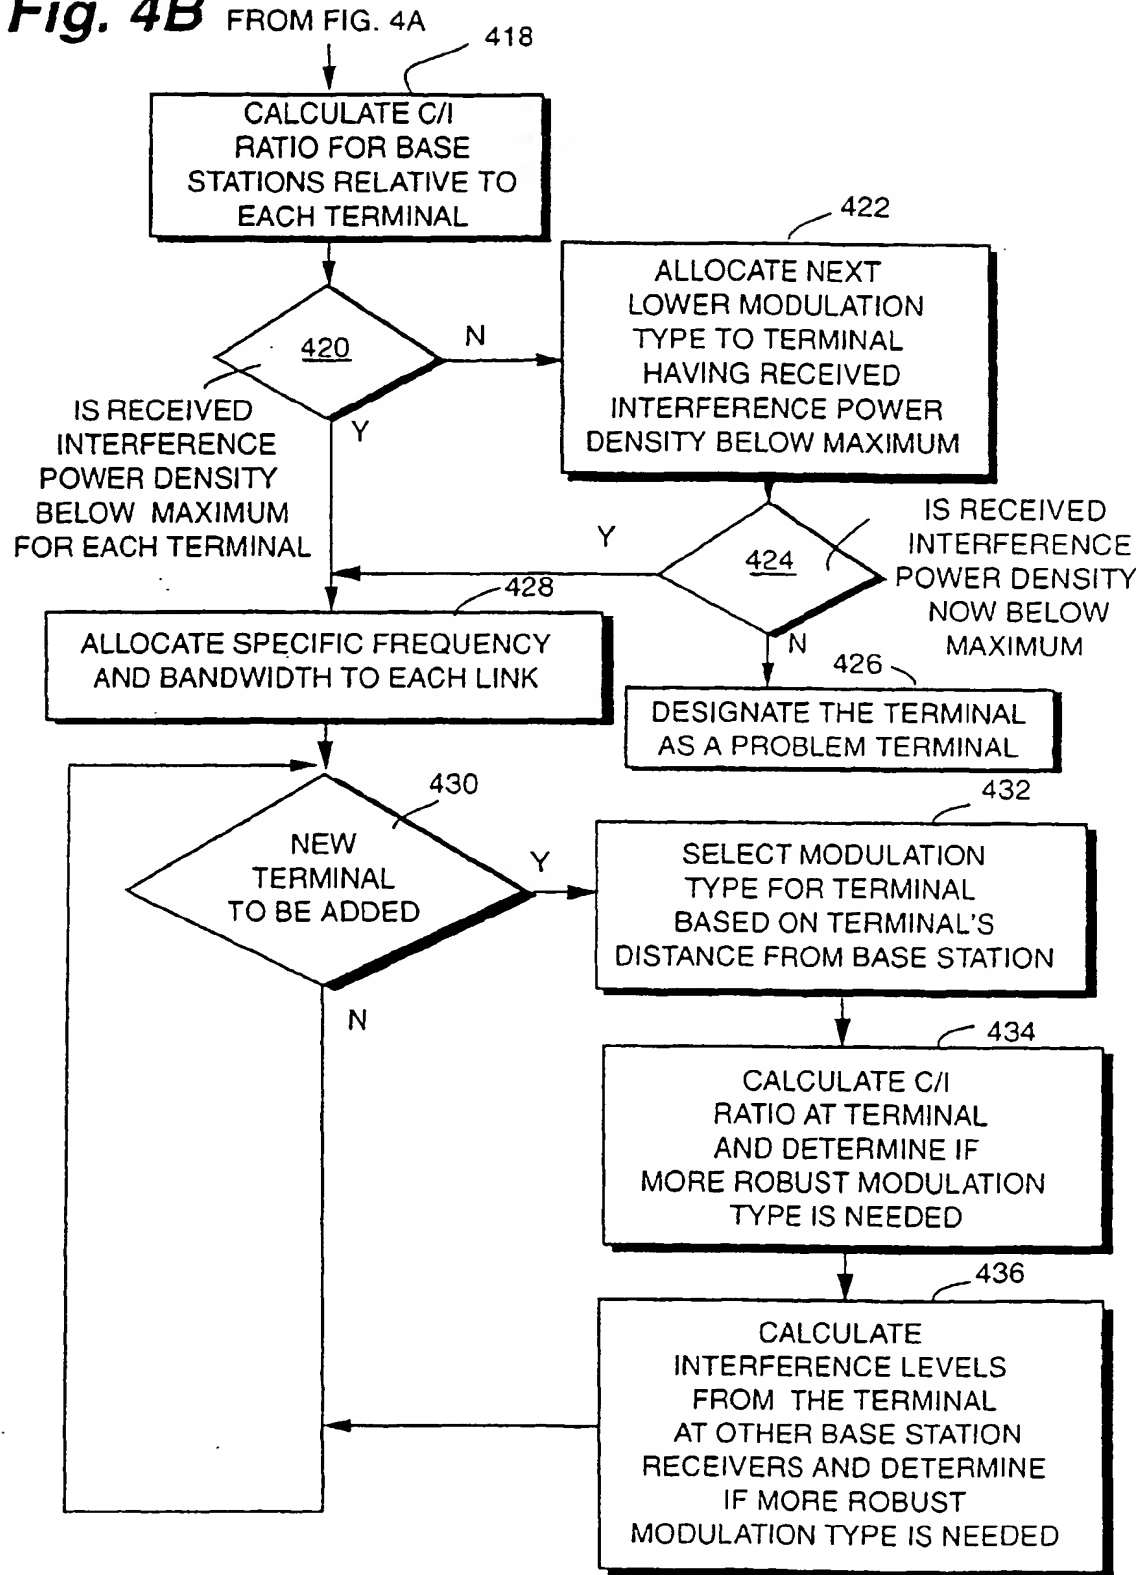 Fig. 4B FROM FIG. 4A
418
CALCULATE C/I
RATIO FOR BASE
STATIONS RELATIVE TO
EACH TERMINAL
422
ALLOCATE NEXT
LOWER MODULATION
TYPE TO TERMINAL
HAVING RECEIVED
INTERFERENCE POWER
DENSITY BELOW MAXIMUM
420
N
Y
IS RECEIVED
INTERFERENCE
POWER DENSITY
BELOW MAXIMUM
FOR EACH TERMINAL
424
Y
N
IS RECEIVED
INTERFERENCE
POWER DENSITY
NOW BELOW
MAXIMUM
428
ALLOCATE SPECIFIC FREQUENCY
AND BANDWIDTH TO EACH LINK
426
DESIGNATE THE TERMINAL
AS A PROBLEM TERMINAL
430
NEW
TERMINAL
TO BE ADDED
Y
N
432
SELECT MODULATION
TYPE FOR TERMINAL
BASED ON TERMINAL'S
DISTANCE FROM BASE STATION
434
CALCULATE C/I
RATIO AT TERMINAL
AND DETERMINE IF
MORE ROBUST MODULATION
TYPE IS NEEDED
436
CALCULATE
INTERFERENCE LEVELS
FROM THE TERMINAL
AT OTHER BASE STATION
RECEIVERS AND DETERMINE
IF MORE ROBUST
MODULATION TYPE IS NEEDED